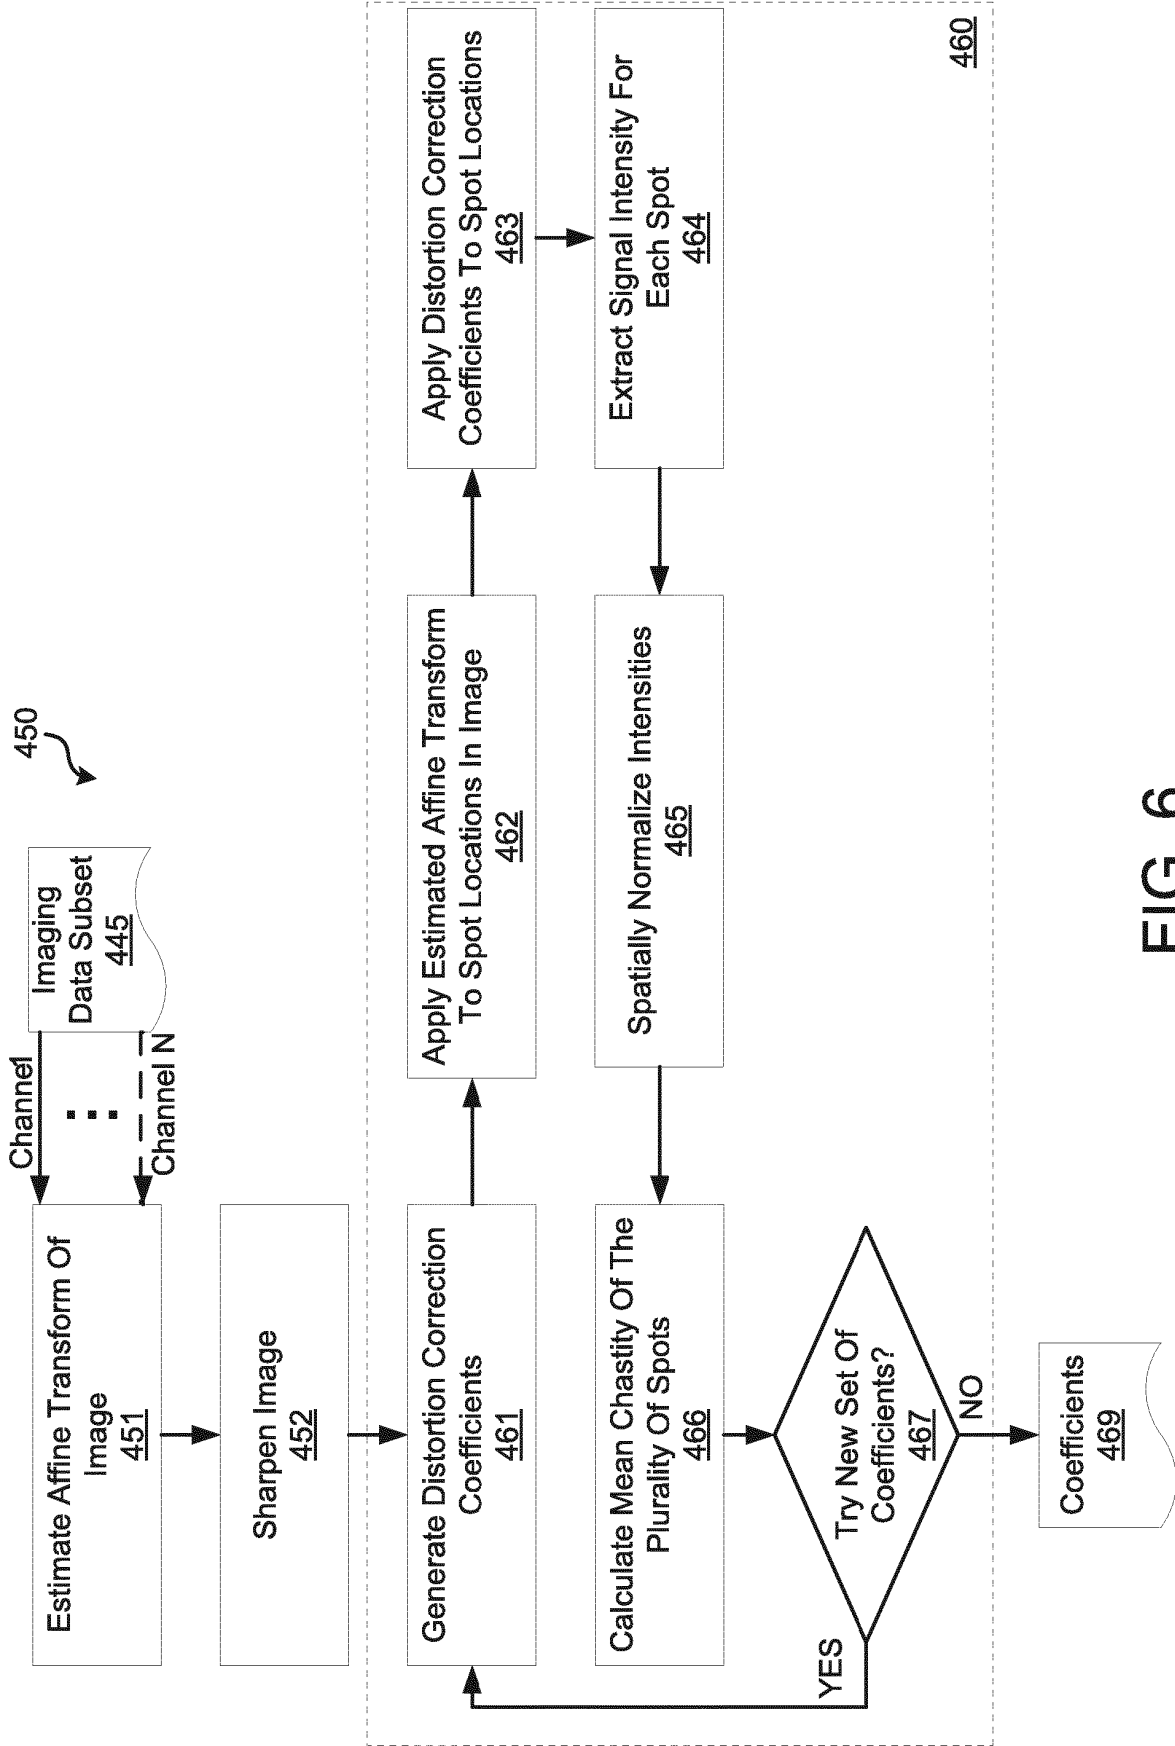 450
Channel
Channel N
Imaging
Data Subset
445
Estimate Affine Transform Of
Image
451
Sharpen Image
452
Generate Distortion Correction
Coefficients
461
Apply Estimated Affine Transform
To Spot Locations In Image
462
Apply Distortion Correction
Coefficients To Spot Locations
463
Extract Signal Intensity For
Each Spot
464
Spatially Normalize Intensities
465
Calculate Mean Chastity Of The
Plurality Of Spots
466
Try New Set Of
Coefficients?
467
YES
NO
Coefficients
469
460
FIG. 6